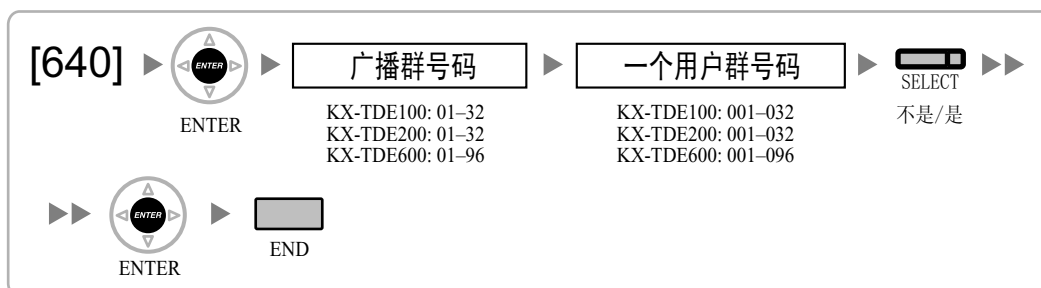 [640] ENTER 广播群号码 一个用户群号码
SELECT
ENTER
KX-TDE100: 01–32
KX-TDE200: 01–32
KX-TDE600: 01–96
KX-TDE100: 001–032
KX-TDE200: 001–032
KX-TDE600: 001–096
不是/是
ENTER
END
ENTER